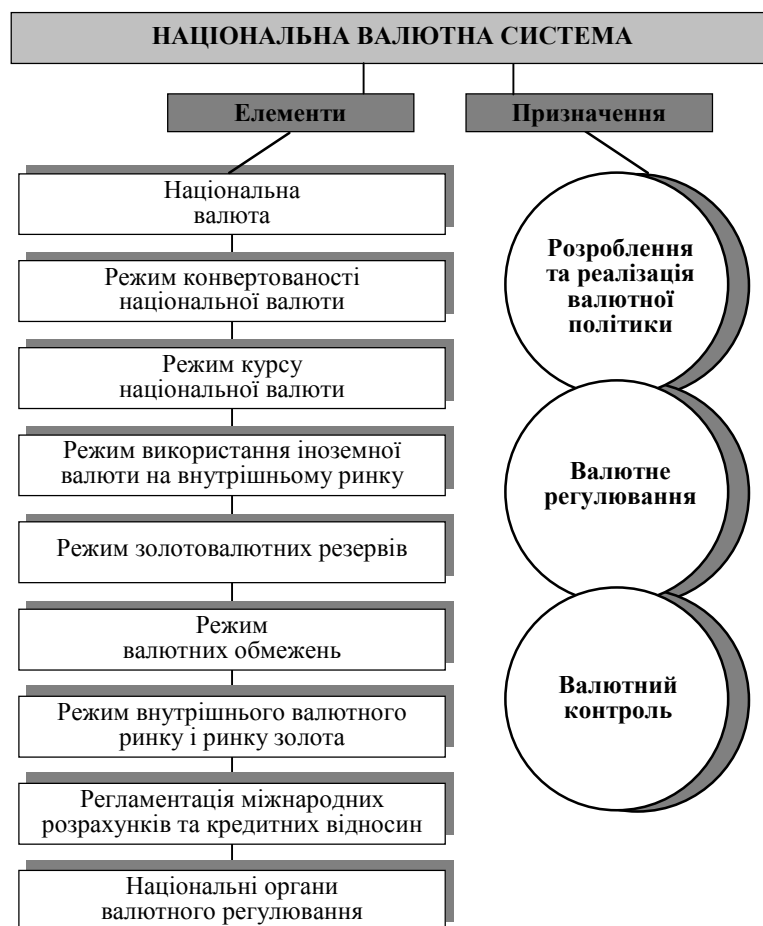 НАЦІОНАЛЬНА ВАЛЮТНА СИСТЕМА
Елементи
Призначення
Національна
валюта
Режим конвертованості
національної валюти
Режим курсу
національної валюти
Режим використання іноземної
валюти на внутрішньому ринку
Режим золотовалютних резервів
Режим
валютних обмежень
Режим внутрішнього валютного
ринку і ринку золота
Регламентація міжнародних
розрахунків та кредитних відносин
Національні органи
валютного регулювання
Розроблення
та реалізація
валютної
політики
Валютне
регулювання
Валютний
контроль